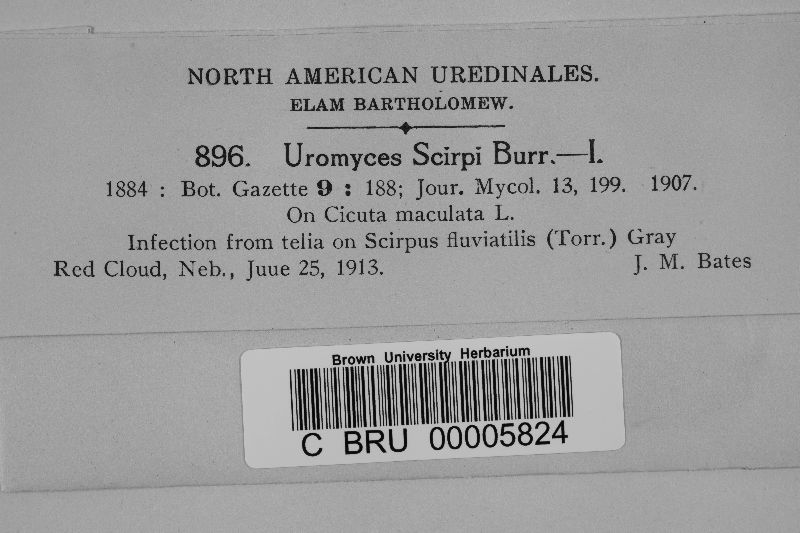 NORTH AMERICAN UREDINALES.
ELAM BARTHOLOMEW.
896. Uromyces Scirpi Burr.—I.
1884 : Bot. Gazette 9 : 188; Jour. Mycol. 13, 199. 1907.
On Cicuta maculata L.
Infection from telia on Scirpus fluviatilis (Torr.) Gray
Red Cloud, Neb., Juue 25, 1913. J. M. Bates
Brown University Herbarium
C BRU 00005824